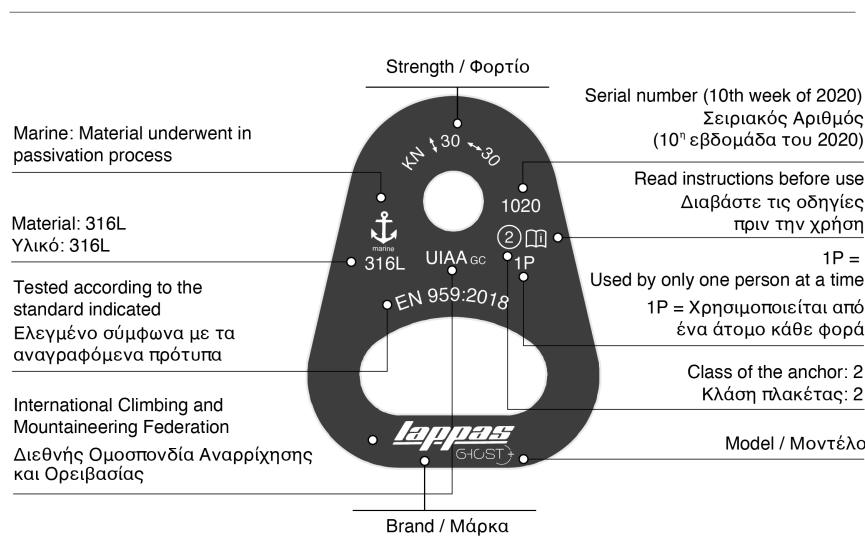 Strength / Φορτίο
Marine: Material underwent in
passivation process
Material: 316L
Υλικό: 316L
Tested according to the
standard indicated
Ελεγμένο σύμφωνα με τα
αναγραφόμενα πρότυπα
International Climbing and
Mountaineering Federation
Διεθνής Ομοσπονδία Αναρρίχησης
και Ορειβασίας
KN 30 30
1020
marine
316L
2
UIAA GC
1P
EN 959:2018
lappas
GHOST+
Serial number (10th week of 2020)
Σειριακός Αριθμός
(10η εβδομάδα του 2020)
Read instructions before use
Διαβάστε τις οδηγίες
πριν την χρήση
1P =
Used by only one person at a time
1P = Χρησιμοποιείται από
ένα άτομο κάθε φορά
Class of the anchor: 2
Κλάση πλακέτας: 2
Model / Μοντέλο
Brand / Μάρκα